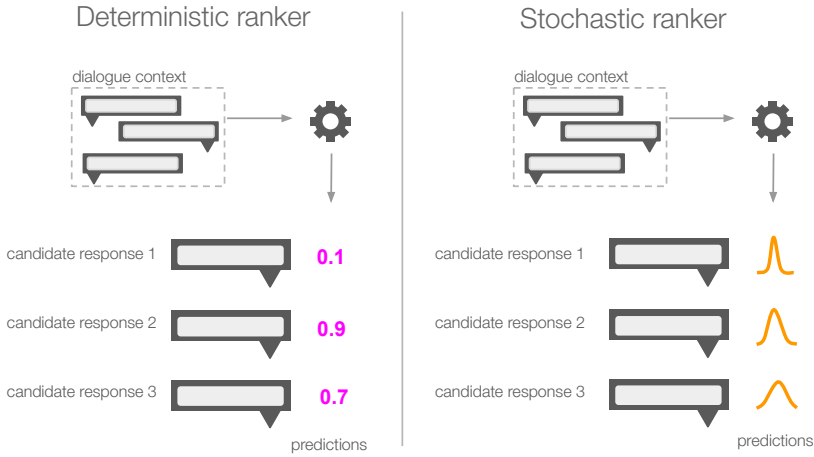 Deterministic ranker
dialogue context
candidate response 1
0.1
candidate response 2
0.9
candidate response 3
0.7
predictions
Stochastic ranker
dialogue context
candidate response 1
candidate response 2
candidate response 3
predictions